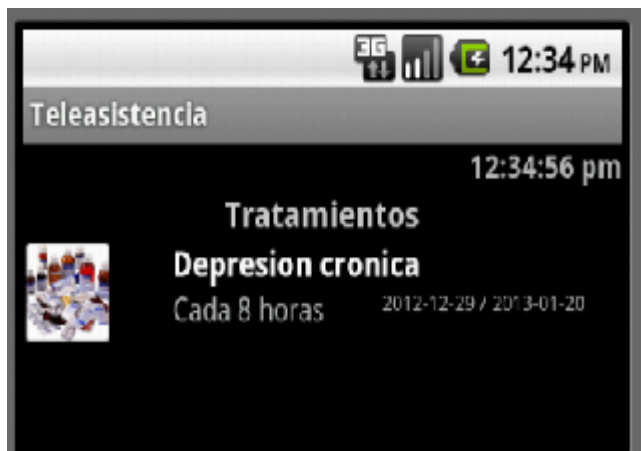 3G 12:34 PM
Teleasistencia
12:34:56 pm
Tratamientos
Depresion cronica
Cada 8 horas 2012-12-29 / 2013-01-20